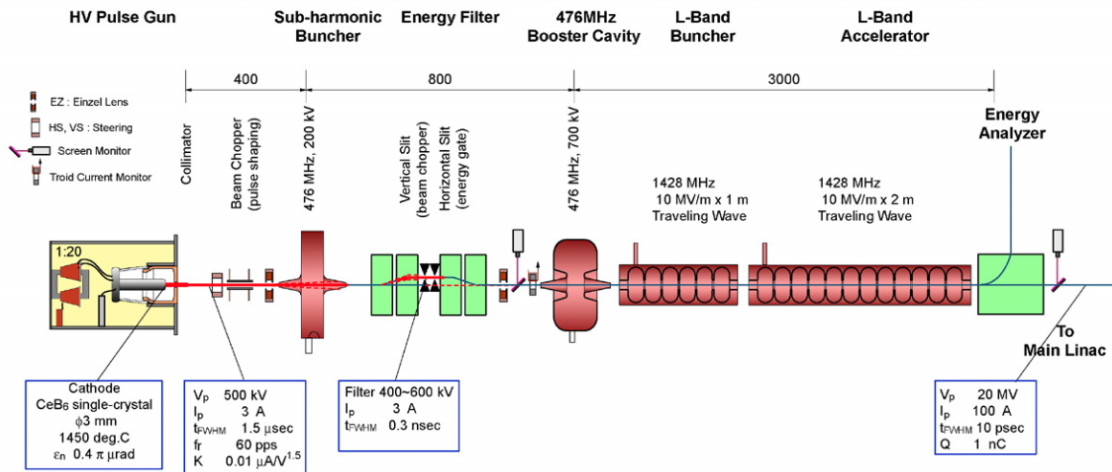 HV Pulse Gun
Sub-harmonic
Buncher
Energy Filter
476MHz
Booster Cavity
L-Band
Buncher
L-Band
Accelerator
400
800
3000
EZ : Einzel Lens
HS, VS : Steering
Screen Monitor
Troid Current Monitor
Collimator
Beam Chopper
(pulse shaping)
476 MHz, 200 kV
Vertical Slit
(beam chopper)
Horizontal Slit
(energy gate)
476 MHz, 700 kV
1428 MHz
10 MV/m x 1 m
Traveling Wave
1428 MHz
10 MV/m x 2 m
Traveling Wave
Energy
Analyzer
1:20
To
Main Linac
Cathode
CeB6 single-crystal
ϕ3 mm
1450 deg.C
εn 0.4 π μrad
Vp 500 kV
Ip 3 A
tFWHM 1.5 μsec
fr 60 pps
K 0.01 μA/V^1.5
Filter 400~600 kV
Ip 3 A
tFWHM 0.3 nsec
Vp 20 MV
Ip 100 A
tFWHM 10 psec
Q 1 nC